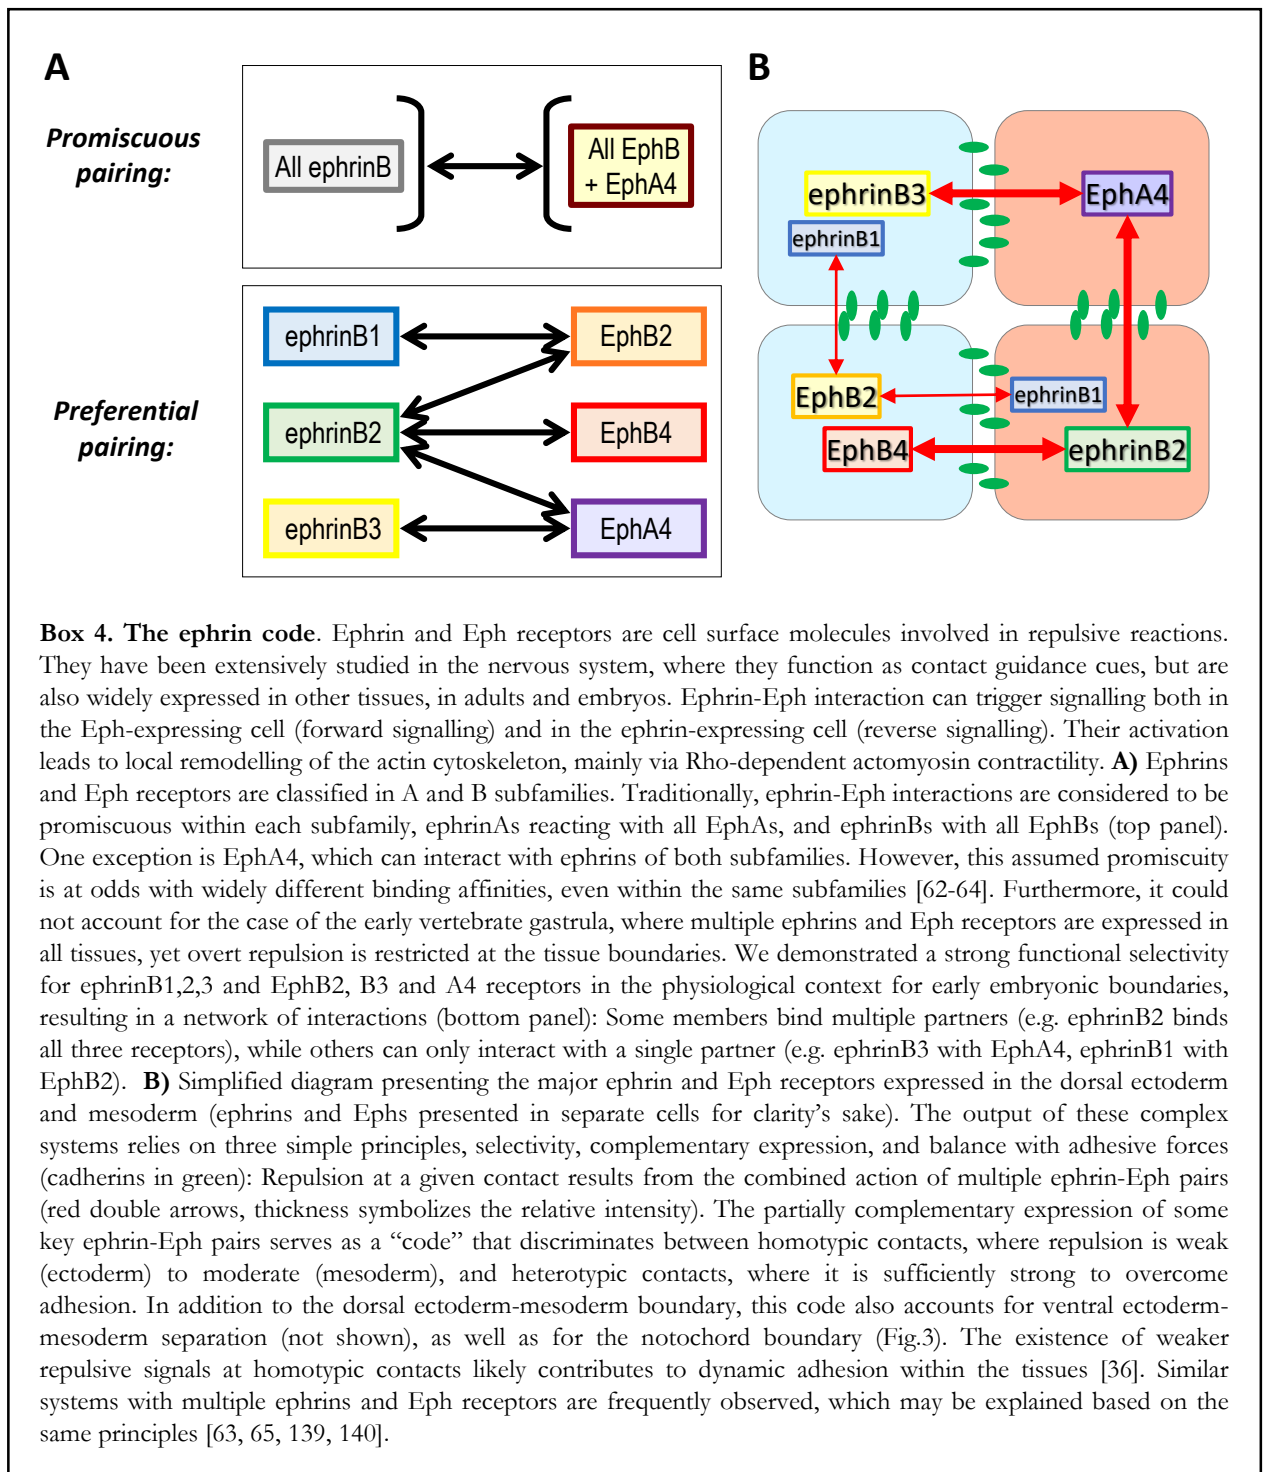 A
Promiscuous
pairing:
All ephrinB
All EphB
+ EphA4
Preferential
pairing:
ephrinB1
EphB2
ephrinB2
EphB4
ephrinB3
EphA4
B
ephrinB3
EphA4
ephrinB1
EphB2
ephrinB1
EphB4
ephrinB2
Box 4. The ephrin code. Ephrin and Eph receptors are cell surface molecules involved in repulsive reactions.
They have been extensively studied in the nervous system, where they function as contact guidance cues, but are
also widely expressed in other tissues, in adults and embryos. Ephrin-Eph interaction can trigger signalling both in
the Eph-expressing cell (forward signalling) and in the ephrin-expressing cell (reverse signalling). Their activation
leads to local remodelling of the actin cytoskeleton, mainly via Rho-dependent actomyosin contractility. A) Ephrins
and Eph receptors are classified in A and B subfamilies. Traditionally, ephrin-Eph interactions are considered to be
promiscuous within each subfamily, ephrinAs reacting with all EphAs, and ephrinBs with all EphBs (top panel).
One exception is EphA4, which can interact with ephrins of both subfamilies. However, this assumed promiscuity
is at odds with widely different binding affinities, even within the same subfamilies [62-64]. Furthermore, it could
not account for the case of the early vertebrate gastrula, where multiple ephrins and Eph receptors are expressed in
all tissues, yet overt repulsion is restricted at the tissue boundaries. We demonstrated a strong functional selectivity
for ephrinB1,2,3 and EphB2, B3 and A4 receptors in the physiological context for early embryonic boundaries,
resulting in a network of interactions (bottom panel): Some members bind multiple partners (e.g. ephrinB2 binds
all three receptors), while others can only interact with a single partner (e.g. ephrinB3 with EphA4, ephrinB1 with
EphB2). B) Simplified diagram presenting the major ephrin and Eph receptors expressed in the dorsal ectoderm
and mesoderm (ephrins and Ephs presented in separate cells for clarity's sake). The output of these complex
systems relies on three simple principles, selectivity, complementary expression, and balance with adhesive forces
(cadherins in green): Repulsion at a given contact results from the combined action of multiple ephrin-Eph pairs
(red double arrows, thickness symbolizes the relative intensity). The partially complementary expression of some
key ephrin-Eph pairs serves as a “code” that discriminates between homotypic contacts, where repulsion is weak
(ectoderm) to moderate (mesoderm), and heterotypic contacts, where it is sufficiently strong to overcome
adhesion. In addition to the dorsal ectoderm-mesoderm boundary, this code also accounts for ventral ectoderm-
mesoderm separation (not shown), as well as for the notochord boundary (Fig.3). The existence of weaker
repulsive signals at homotypic contacts likely contributes to dynamic adhesion within the tissues [36]. Similar
systems with multiple ephrins and Eph receptors are frequently observed, which may be explained based on the
same principles [63, 65, 139, 140].